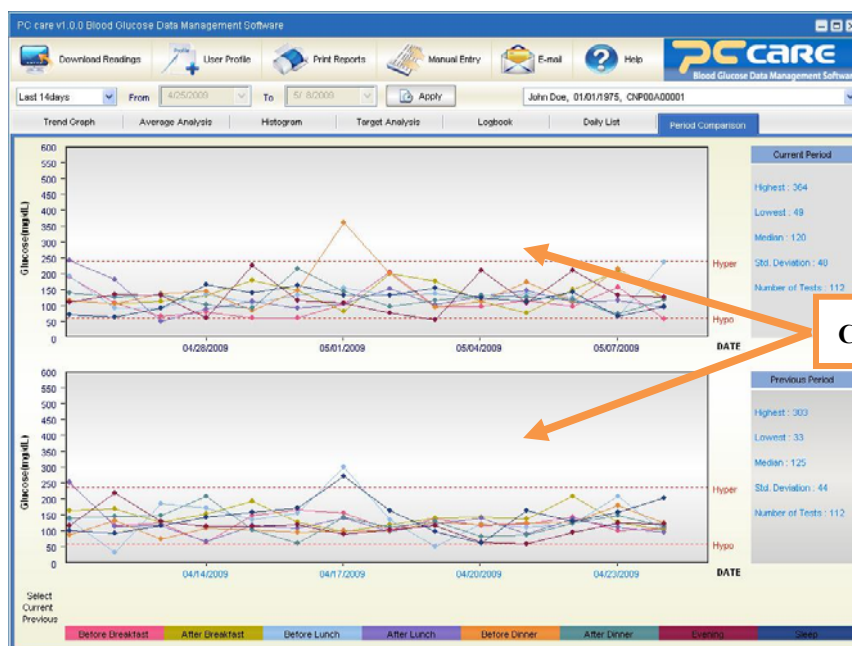 PC care v1.0.0 Blood Glucose Data Management Software
Download Readings
Profile
User Profile
Print Reports
Manual Entry
E-mail
Help
PC care
Blood Glucose Data Management Software
Last 14days
From
4/25/2009
To
5/ 8/2009
Apply
John Doe, 01/01/1975, CNP00A00001
Trend Graph
Average Analysis
Histogram
Target Analysis
Logbook
Daily List
Period Comparison
600
550
500
450
400
350
300
250
200
150
100
50
0
Glucose(mg/dL)
Hyper
Hypo
04/28/2009
05/01/2009
05/04/2009
05/07/2009
DATE
Current Period
Highest : 364
Lowest : 49
Median : 120
Std. Deviation : 40
Number of Tests : 112
C
600
550
500
450
400
350
300
250
200
150
100
50
0
Glucose(mg/dL)
Hyper
Hypo
04/14/2009
04/17/2009
04/20/2009
04/23/2009
DATE
Previous Period
Highest : 303
Lowest : 33
Median : 125
Std. Deviation : 44
Number of Tests : 112
Select
Current
Previous
Before Breakfast
After Breakfast
Before Lunch
After Lunch
Before Dinner
After Dinner
Evening
Sleep